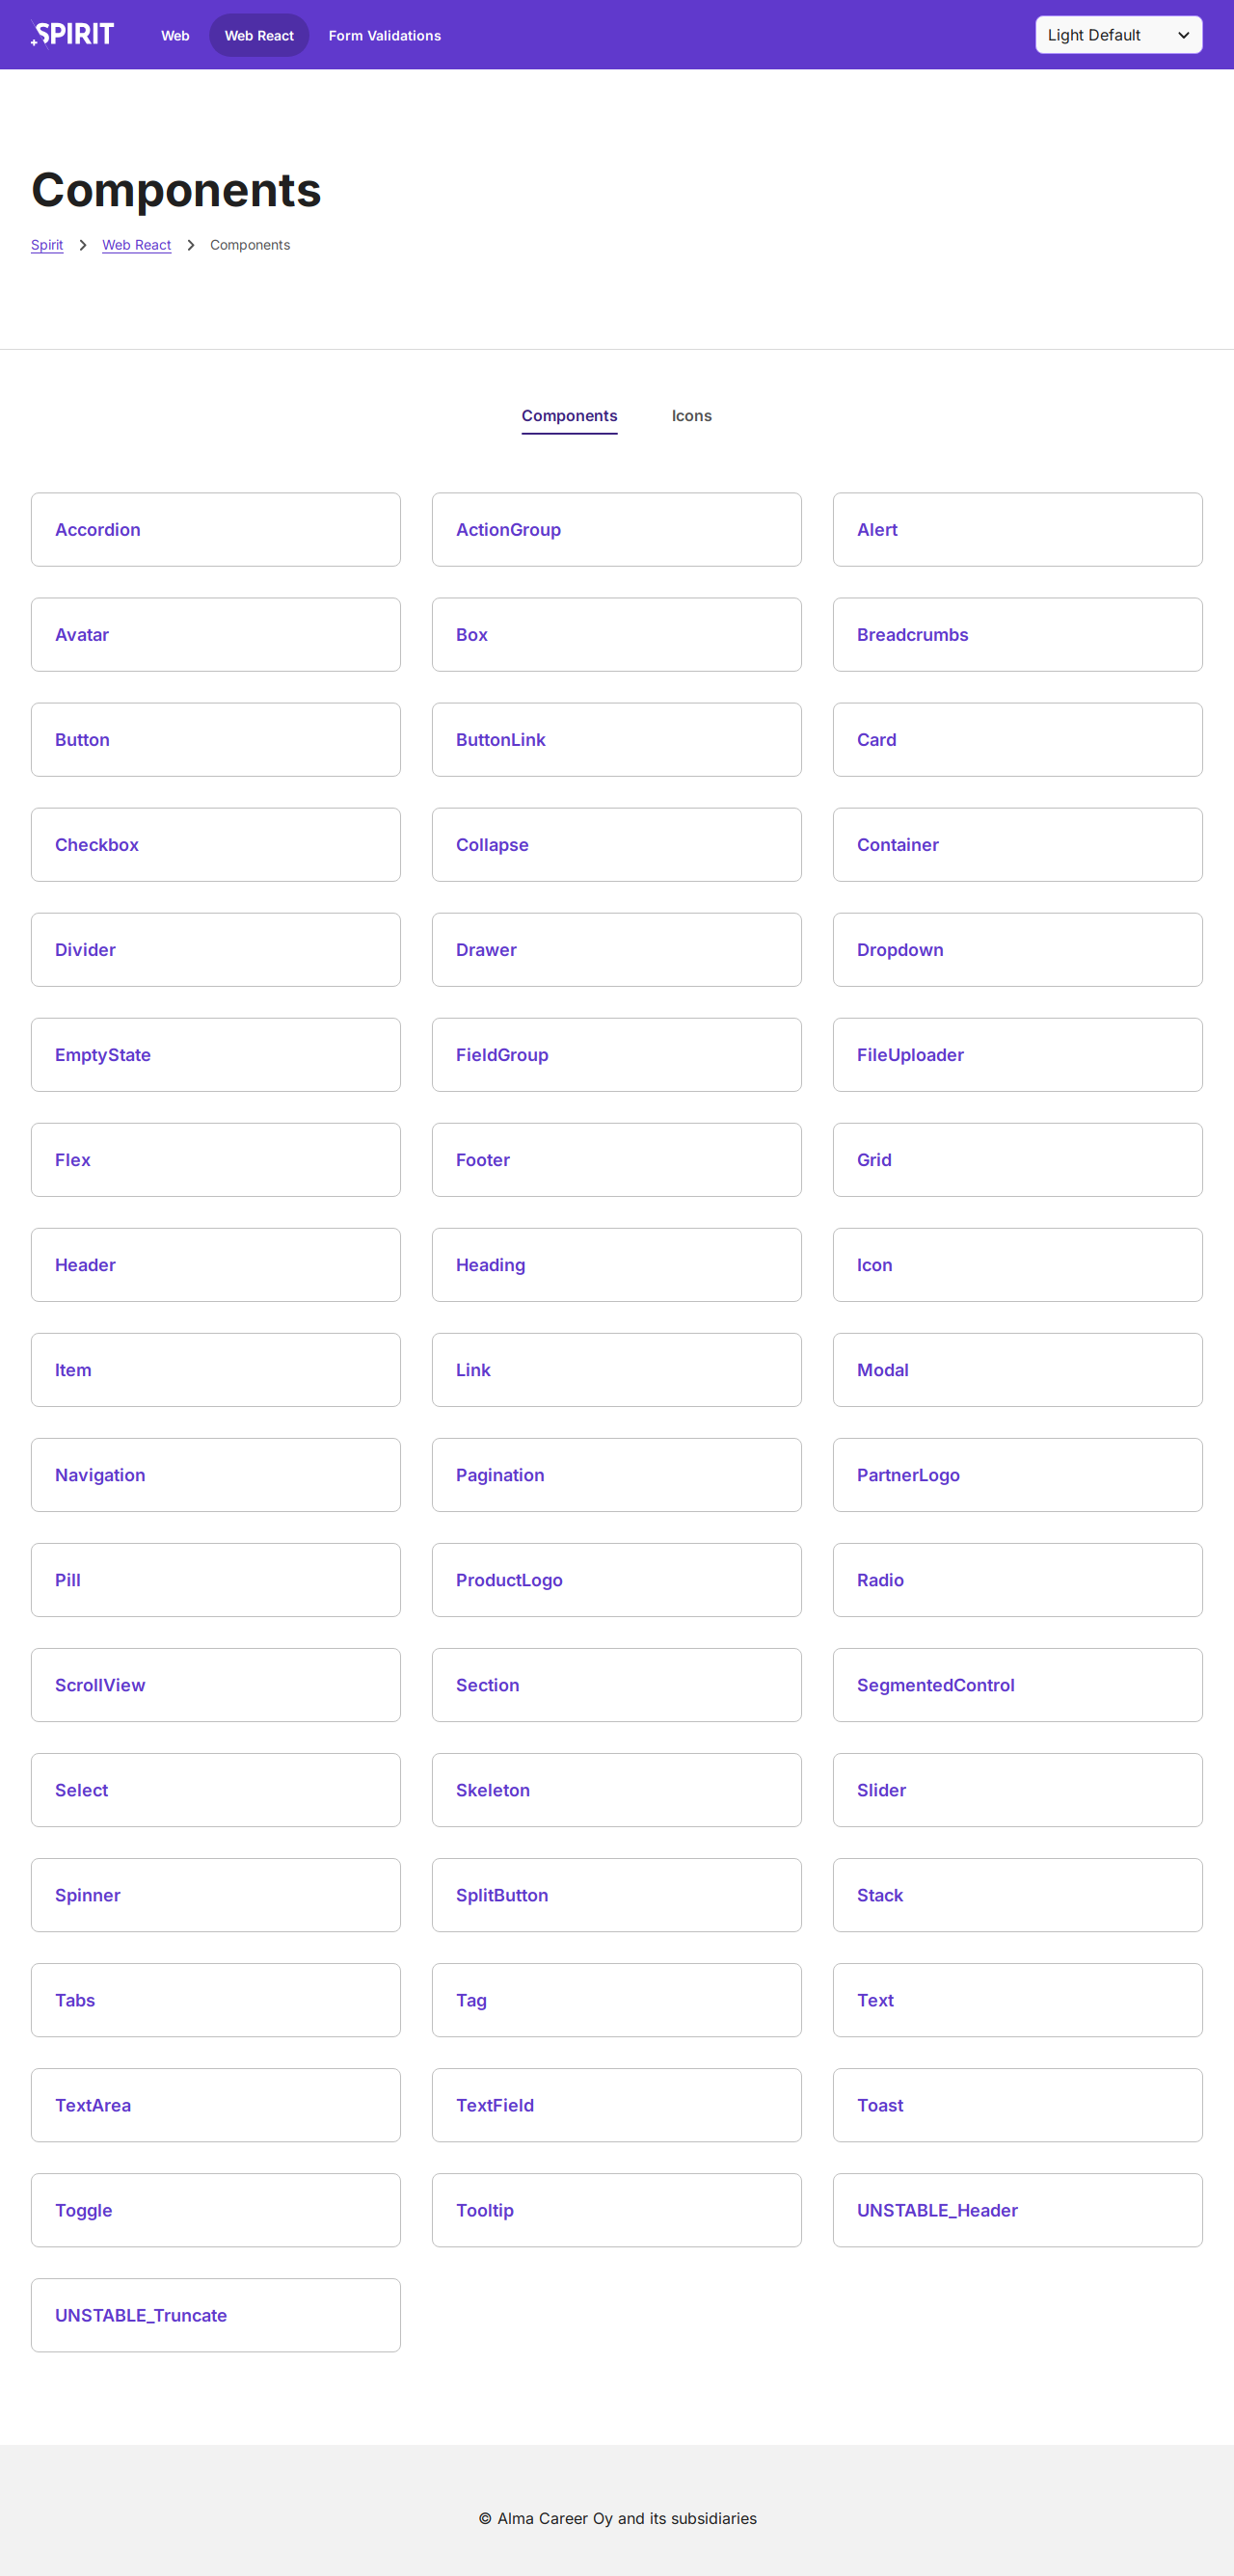 SPIRIT Web Web React Form Validations Light Default
Components
Spirit Web React Components
Components Icons
Accordion ActionGroup Alert
Avatar Box Breadcrumbs
Button ButtonLink Card
Checkbox Collapse Container
Divider Drawer Dropdown
EmptyState FieldGroup FileUploader
Flex Footer Grid
Header Heading Icon
Item Link Modal
Navigation Pagination PartnerLogo
Pill ProductLogo Radio
ScrollView Section SegmentedControl
Select Skeleton Slider
Spinner SplitButton Stack
Tabs Tag Text
TextArea TextField Toast
Toggle Tooltip UNSTABLE_Header
UNSTABLE_Truncate
© Alma Career Oy and its subsidiaries